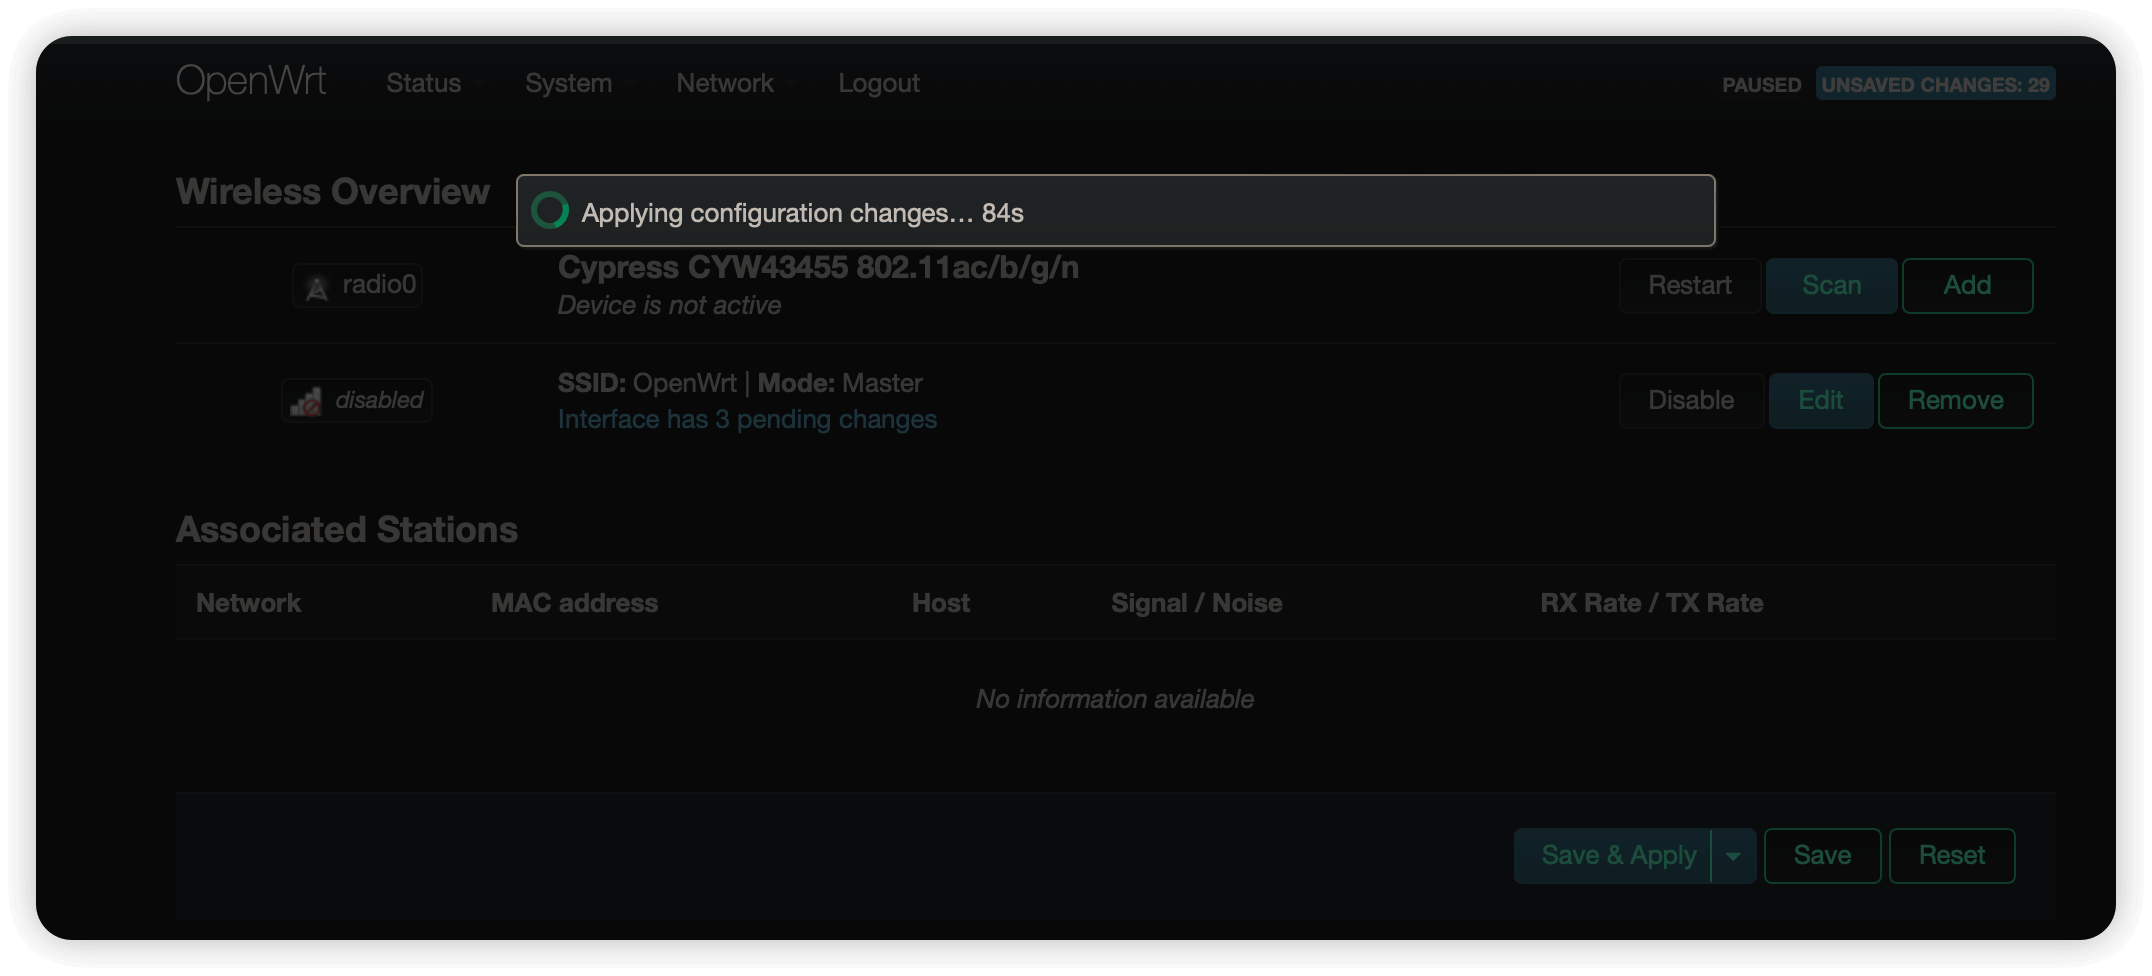 OpenWrt Status System Network Logout PAUSED UNSAVED CHANGES: 29
Wireless Overview
Applying configuration changes... 84s
radio0 Cypress CYW43455 802.11ac/b/g/n Restart Scan Add
Device is not active
disabled SSID: OpenWrt | Mode: Master Disable Edit Remove
Interface has 3 pending changes
Associated Stations
Network MAC address Host Signal / Noise RX Rate / TX Rate
No information available
Save & Apply Save Reset